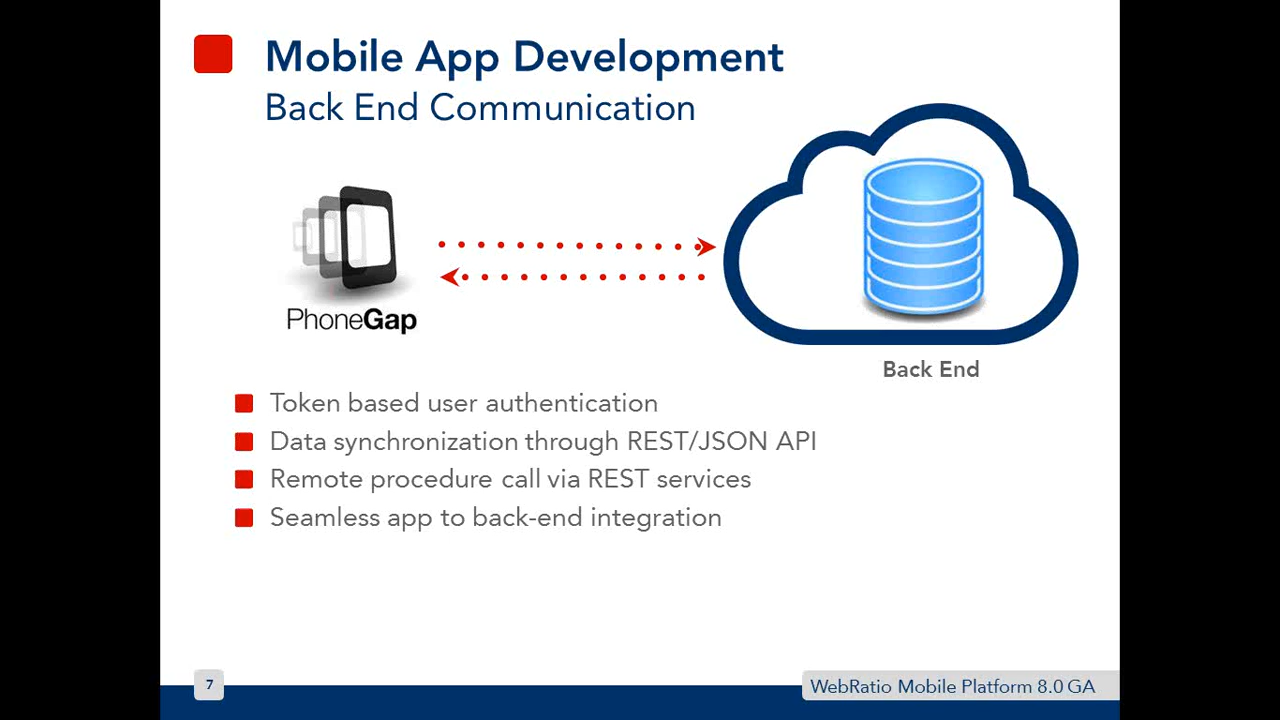 Mobile App Development
Back End Communication
PhoneGap
Back End
Token based user authentication
Data synchronization through REST/JSON API
Remote procedure call via REST services
Seamless app to back-end integration
7
WebRatio Mobile Platform 8.0 GA